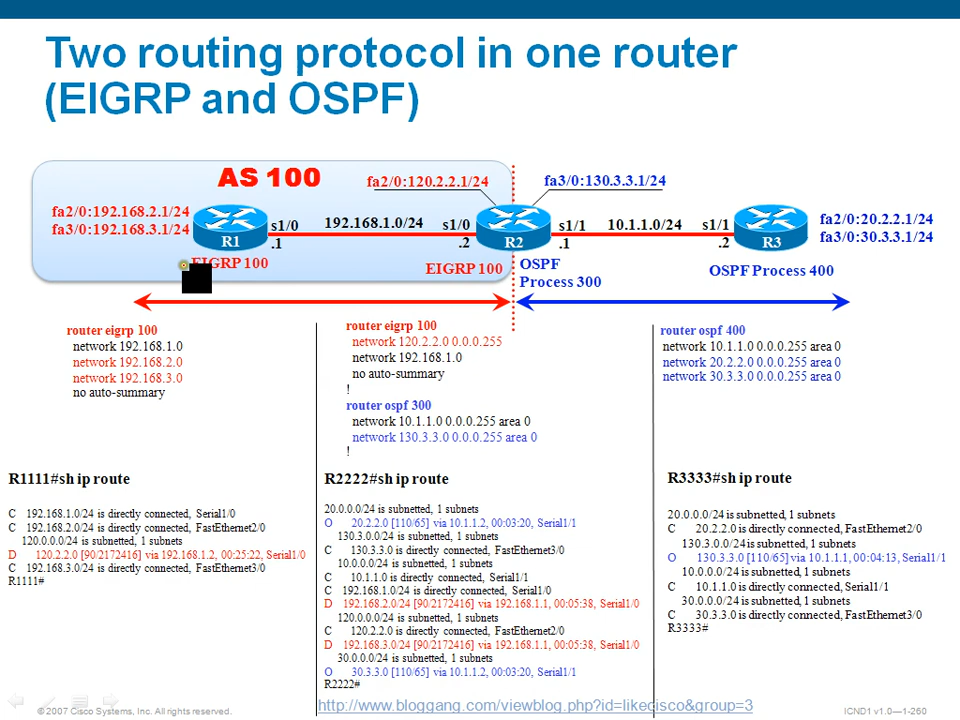 Two routing protocol in one router
(EIGRP and OSPF)
AS 100
fa2/0:120.2.2.1/24
fa3/0:130.3.3.1/24
fa2/0:192.168.2.1/24
fa3/0:192.168.3.1/24
R1
s1/0
.1
192.168.1.0/24
s1/0
.2
R2
s1/1
.1
10.1.1.0/24
s1/1
.2
R3
fa2/0:20.2.2.1/24
fa3/0:30.3.3.1/24
EIGRP 100
EIGRP 100
OSPF
Process 300
OSPF Process 400
router eigrp 100
network 192.168.1.0
network 192.168.2.0
network 192.168.3.0
no auto-summary
router eigrp 100
network 120.2.2.0 0.0.0.255
network 192.168.1.0
no auto-summary
!
router ospf 300
network 10.1.1.0 0.0.0.255 area 0
network 130.3.3.0 0.0.0.255 area 0
!
router ospf 400
network 10.1.1.0 0.0.0.255 area 0
network 20.2.2.0 0.0.0.255 area 0
network 30.3.3.0 0.0.0.255 area 0
R1111#sh ip route
C 192.168.1.0/24 is directly connected, Serial1/0
C 192.168.2.0/24 is directly connected, FastEthernet2/0
120.0.0.0/24 is subnetted, 1 subnets
D 120.2.2.0 [90/2172416] via 192.168.1.2, 00:25:22, Serial1/0
C 192.168.3.0/24 is directly connected, FastEthernet3/0
R1111#
R2222#sh ip route
20.0.0.0/24 is subnetted, 1 subnets
O 20.2.2.0 [110/65] via 10.1.1.2, 00:03:20, Serial1/1
130.3.0.0/24 is subnetted, 1 subnets
C 130.3.3.0 is directly connected, FastEthernet3/0
10.0.0.0/24 is subnetted, 1 subnets
C 10.1.1.0 is directly connected, Serial1/1
C 192.168.1.0/24 is directly connected, Serial1/0
D 192.168.2.0/24 [90/2172416] via 192.168.1.1, 00:05:38, Serial1/0
120.0.0.0/24 is subnetted, 1 subnets
C 120.2.2.0 is directly connected, FastEthernet2/0
D 192.168.3.0/24 [90/2172416] via 192.168.1.1, 00:05:38, Serial1/0
30.0.0.0/24 is subnetted, 1 subnets
O 30.3.3.0 [110/65] via 10.1.1.2, 00:03:20, Serial1/1
R2222#
R3333#sh ip route
20.0.0.0/24 is subnetted, 1 subnets
C 20.2.2.0 is directly connected, FastEthernet2/0
130.3.0.0/24 is subnetted, 1 subnets
O 130.3.3.0 [110/65] via 10.1.1.1, 00:04:13, Serial1/1
10.0.0.0/24 is subnetted, 1 subnets
C 10.1.1.0 is directly connected, Serial1/1
30.0.0.0/24 is subnetted, 1 subnets
C 30.3.3.0 is directly connected, FastEthernet3/0
R3333#
© 2007 Cisco Systems, Inc. All rights reserved.
http://www.bloggang.com/viewblog.php?id=likecisco&group=3
ICND1 v1.0—1-260